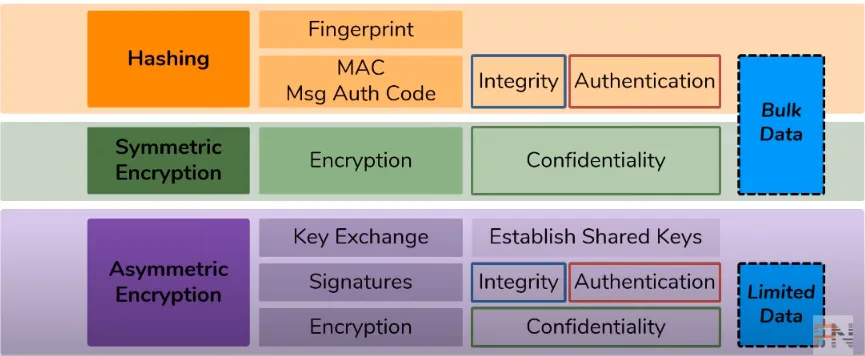 Hashing
Fingerprint
MAC
Msg Auth Code
Integrity
Authentication
Bulk
Data
Symmetric
Encryption
Encryption
Confidentiality
Asymmetric
Encryption
Key Exchange
Establish Shared Keys
Signatures
Integrity
Authentication
Encryption
Confidentiality
Limited
Data